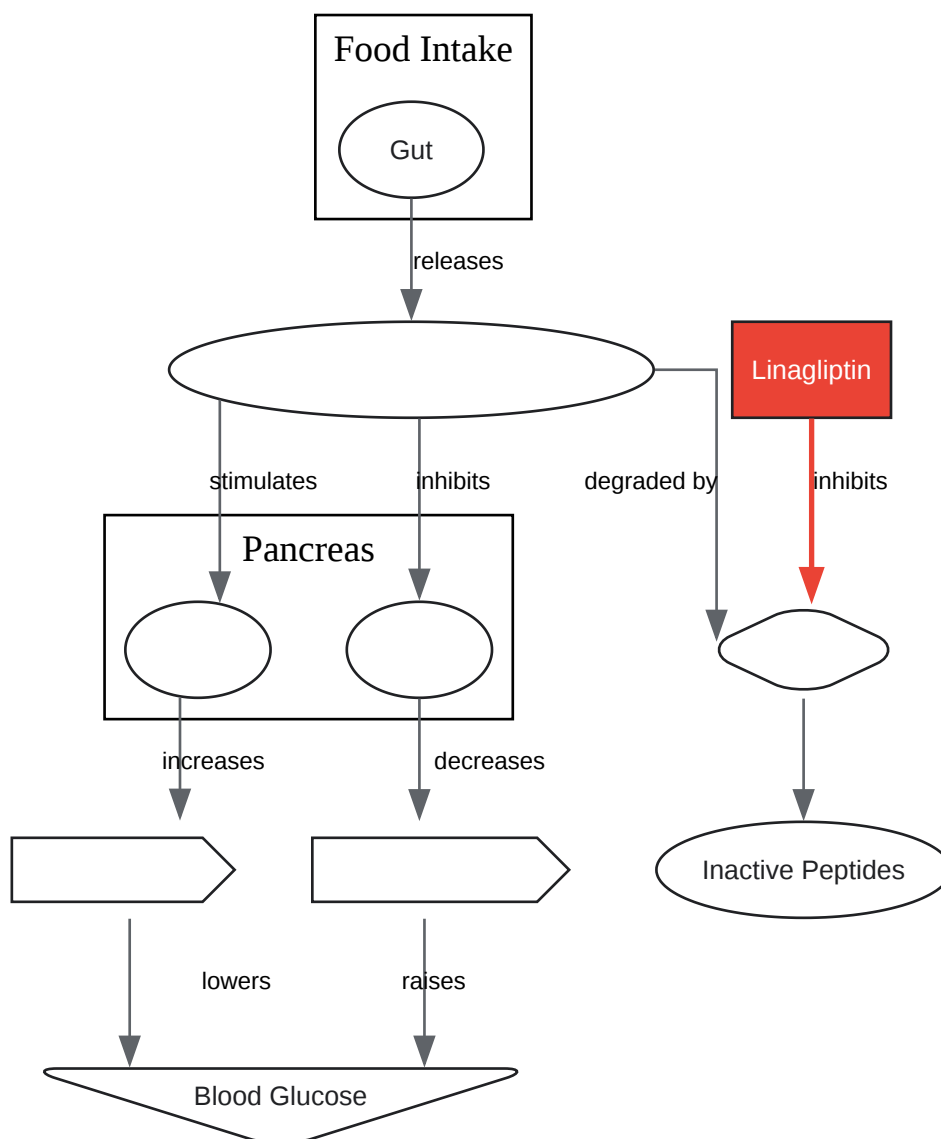 Food Intake
Gut
releases
Linagliptin
stimulates
inhibits
degraded by
inhibits
Pancreas
increases
decreases
Inactive Peptides
lowers
raises
Blood Glucose